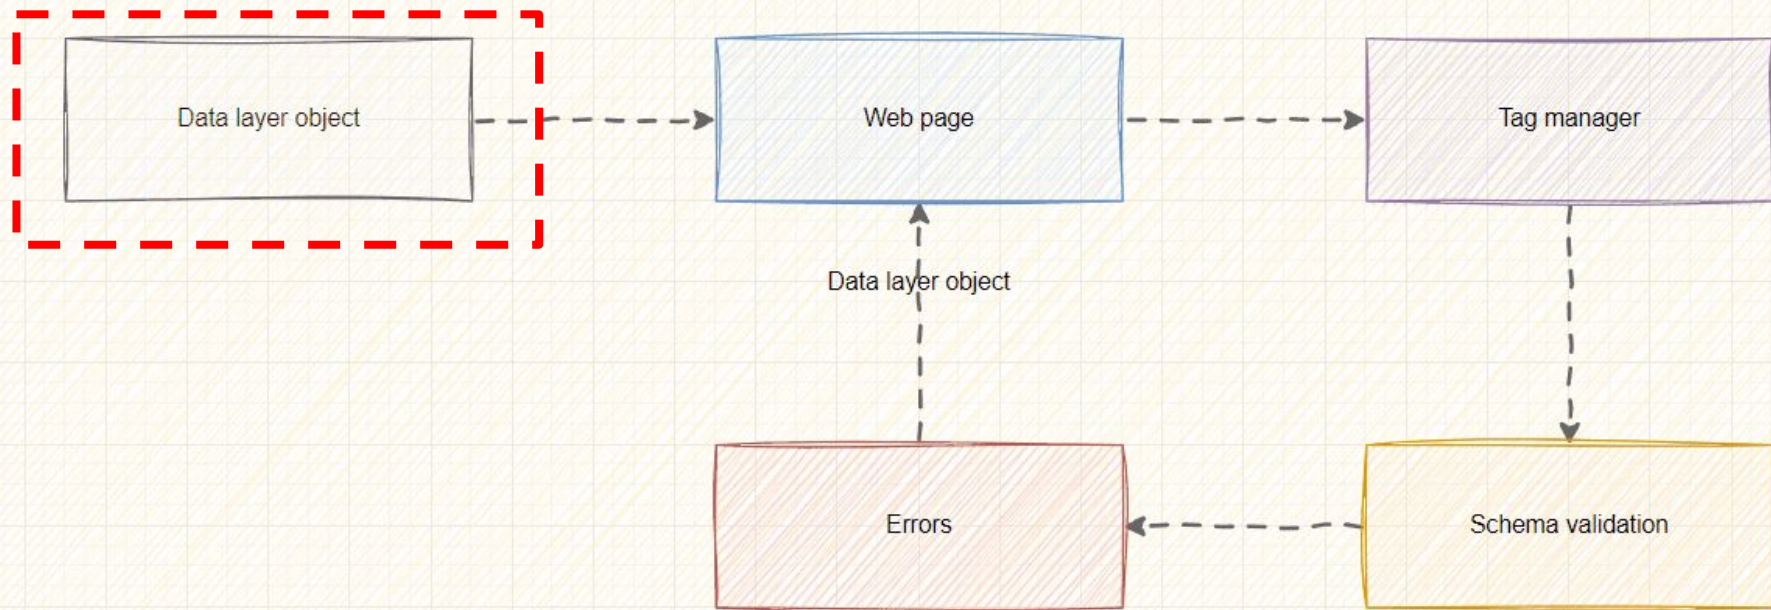 Data layer object
Web page
Tag manager
Data layer object
Errors
Schema validation